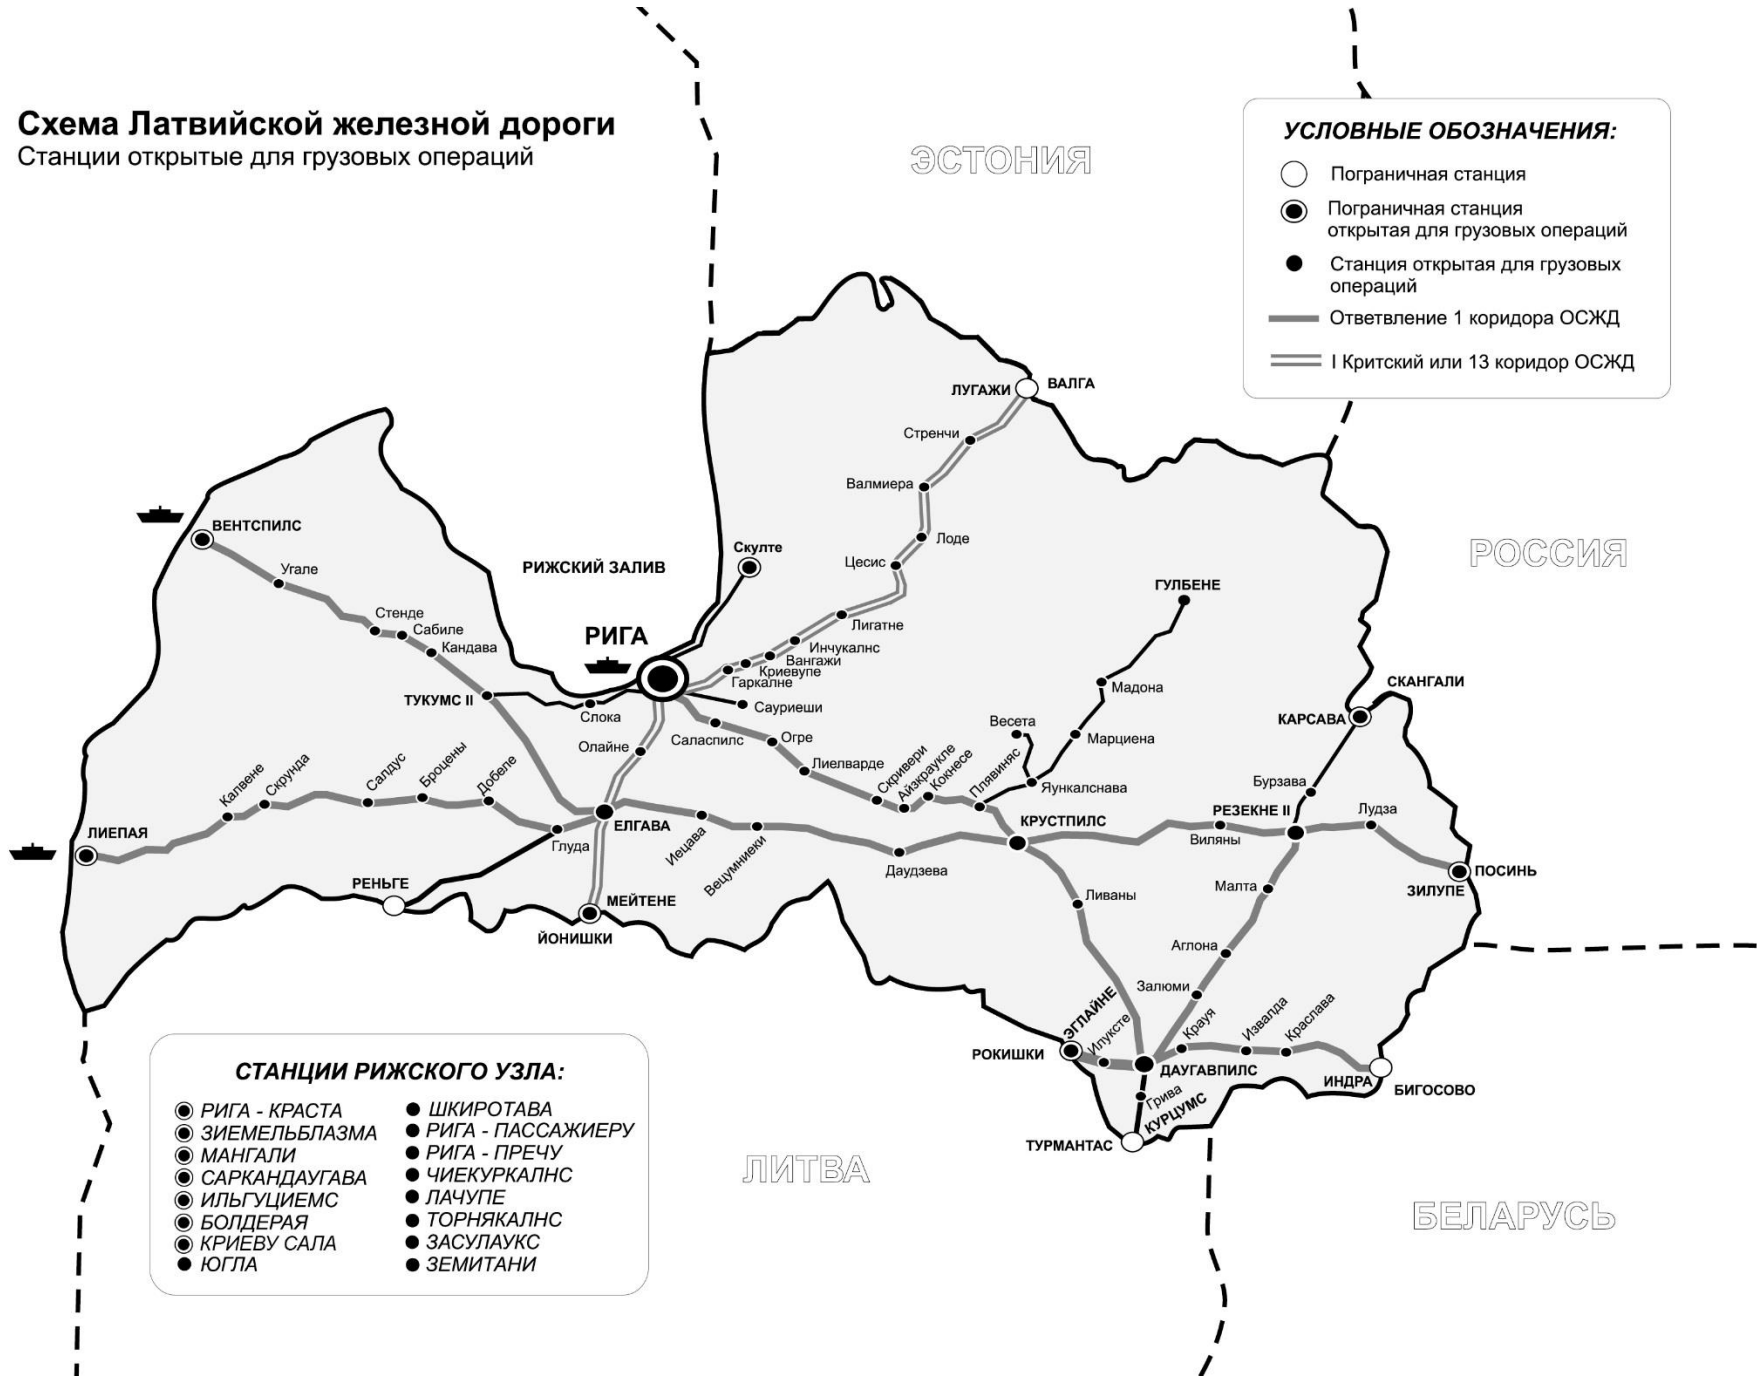 Схема Латвийской железной дороги
Станции открытые для грузовых операций
ЭСТОНИЯ
УСЛОВНЫЕ ОБОЗНАЧЕНИЯ:
Пограничная станция
Пограничная станция
открытая для грузовых операций
Станция открытая для грузовых
операций
Ответвление 1 коридора ОСЖД
I Критский или 13 коридор ОСЖД
ЛУГАЖИ
ВАЛГА
Стренчи
Валмиера
Лоде
Цесис
Лигатне
Инчукалнс
Вангажи
Криевупе
Гаркалне
ВЕНТСПИЛС
Угале
Стенде
Сабиле
Кандава
ТУКУМС II
РИЖСКИЙ ЗАЛИВ
Скулте
РИГА
Слока
Олайне
Сауриеши
Саласпилс
Огре
Лиелварде
Скривери
Айзкраукле
Кокнесе
Плявиняс
Весета
Яункалснава
Марциена
Мадона
ГУЛБЕНЕ
РОССИЯ
СКАНГАЛИ
КАРСАВА
Бурзава
РЕЗЕКНЕ II
Лудза
ПОСИНЬ
ЗИЛУПЕ
Виляны
КРУСТПИЛС
Даудзева
Вецумниеки
Иецава
ЕЛГАВА
Глуда
Добеле
Броцены
Салдус
Скрунда
Калвене
ЛИЕПАЯ
РЕНЬГЕ
МЕЙТЕНЕ
ЙОНИШКИ
Ливаны
Малта
Аглона
Залюми
ЭГЛАЙНЕ
РОКИШКИ
Илуксте
Крауя
Извалда
Краслава
ДАУГАВПИЛС
ИНДРА
БИГОСОВО
Грива
КУРЦУМС
ТУРМАНТАС
ЛИТВА
БЕЛАРУСЬ
СТАНЦИИ РИЖСКОГО УЗЛА:
РИГА - КРАСТА
ЗИЕМЕЛЬБЛАЗМА
МАНГАЛИ
САРКАНДАУГАВА
ИЛЬГУЦИЕМС
БОЛДЕРАЯ
КРИЕВУ САЛА
ЮГЛА
ШКИРОТАВА
РИГА - ПАССАЖИЕРУ
РИГА - ПРЕЧУ
ЧИЕКУРКАЛНС
ЛАЧУПЕ
ТОРНЯКАЛНС
ЗАСУЛАУКС
ЗЕМИТАНИ